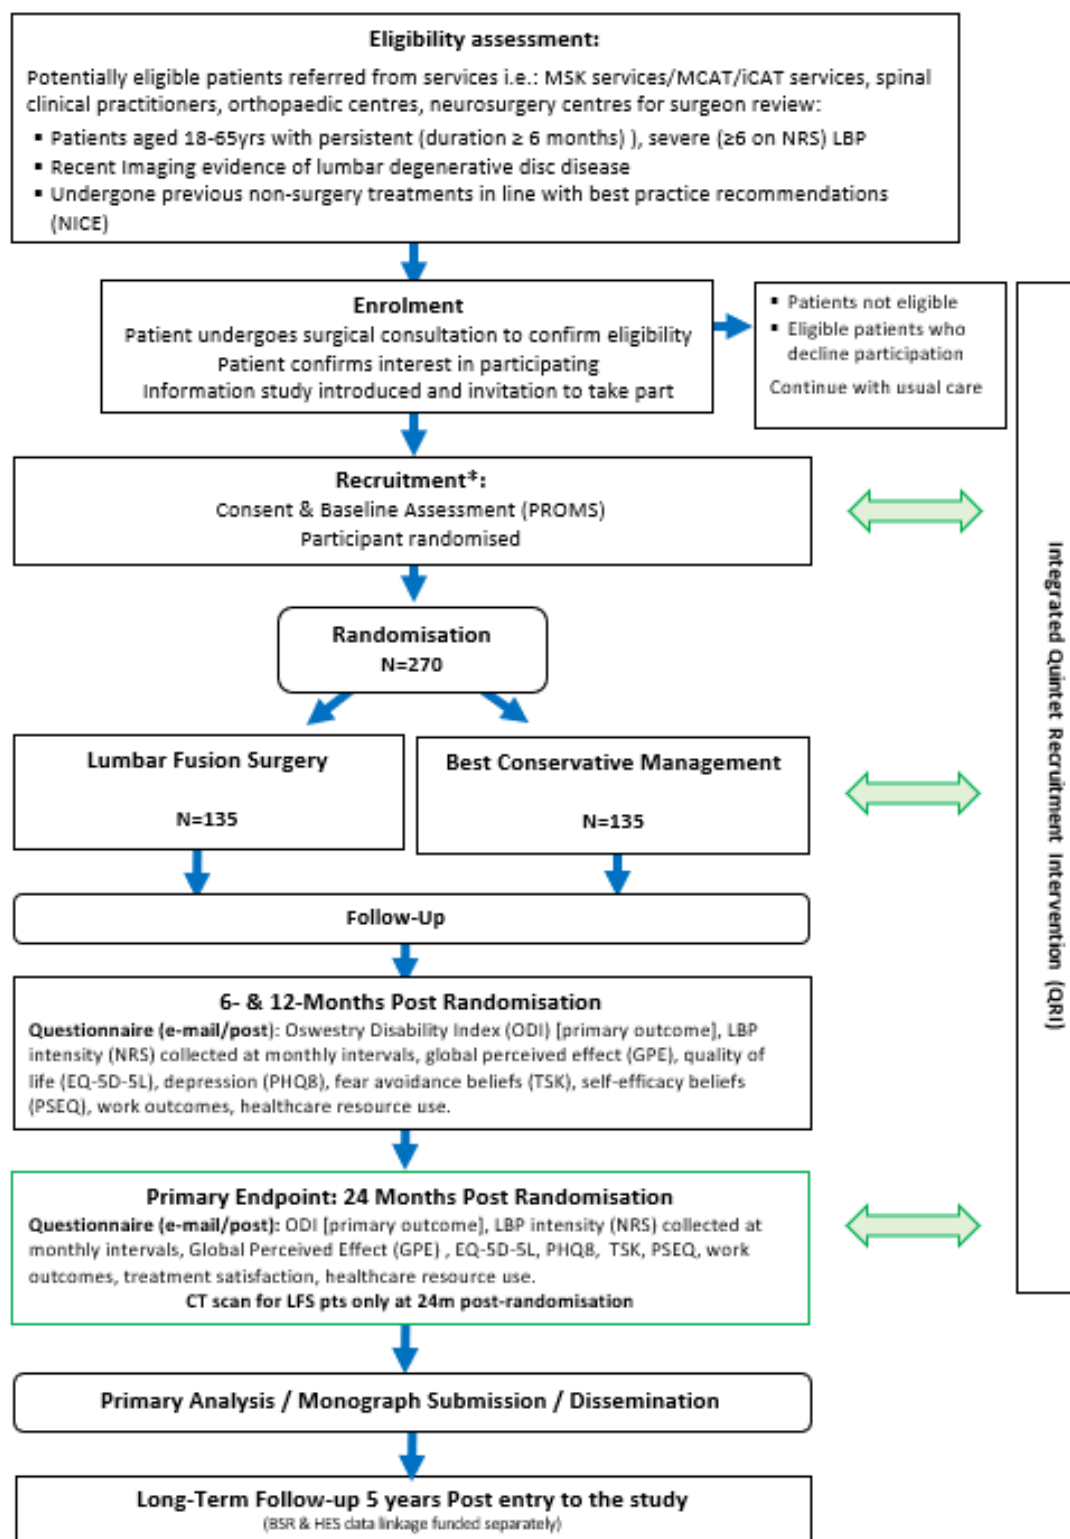 Eligibility assessment:
Potentially eligible patients referred from services i.e.: MSK services/MCAT/iCAT services, spinal
clinical practitioners, orthopaedic centres, neurosurgery centres for surgeon review:
▪ Patients aged 18-65yrs with persistent (duration ≥ 6 months) ), severe (≥6 on NRS) LBP
▪ Recent Imaging evidence of lumbar degenerative disc disease
▪ Undergone previous non-surgery treatments in line with best practice recommendations
(NICE)
Enrolment
Patient undergoes surgical consultation to confirm eligibility
Patient confirms interest in participating
Information study introduced and invitation to take part
▪ Patients not eligible
▪ Eligible patients who
decline participation
Continue with usual care
Recruitment*:
Consent & Baseline Assessment (PROMS)
Participant randomised
Randomisation
N=270
Lumbar Fusion Surgery
N=135
Best Conservative Management
N=135
Follow-Up
6- & 12-Months Post Randomisation
Questionnaire (e-mail/post): Oswestry Disability Index (ODI) [primary outcome], LBP
intensity (NRS) collected at monthly intervals, global perceived effect (GPE), quality of
life (EQ-5D-5L), depression (PHQ8), fear avoidance beliefs (TSK), self-efficacy beliefs
(PSEQ), work outcomes, healthcare resource use.
Primary Endpoint: 24 Months Post Randomisation
Questionnaire (e-mail/post): ODI [primary outcome], LBP intensity (NRS) collected at
monthly intervals, Global Perceived Effect (GPE) , EQ-5D-5L, PHQ8, TSK, PSEQ, work
outcomes, treatment satisfaction, healthcare resource use.
CT scan for LFS pts only at 24m post-randomisation
Primary Analysis / Monograph Submission / Dissemination
Long-Term Follow-up 5 years Post entry to the study
(BSR & HES data linkage funded separately)
Integrated Quintet Recruitment Intervention (QRI)